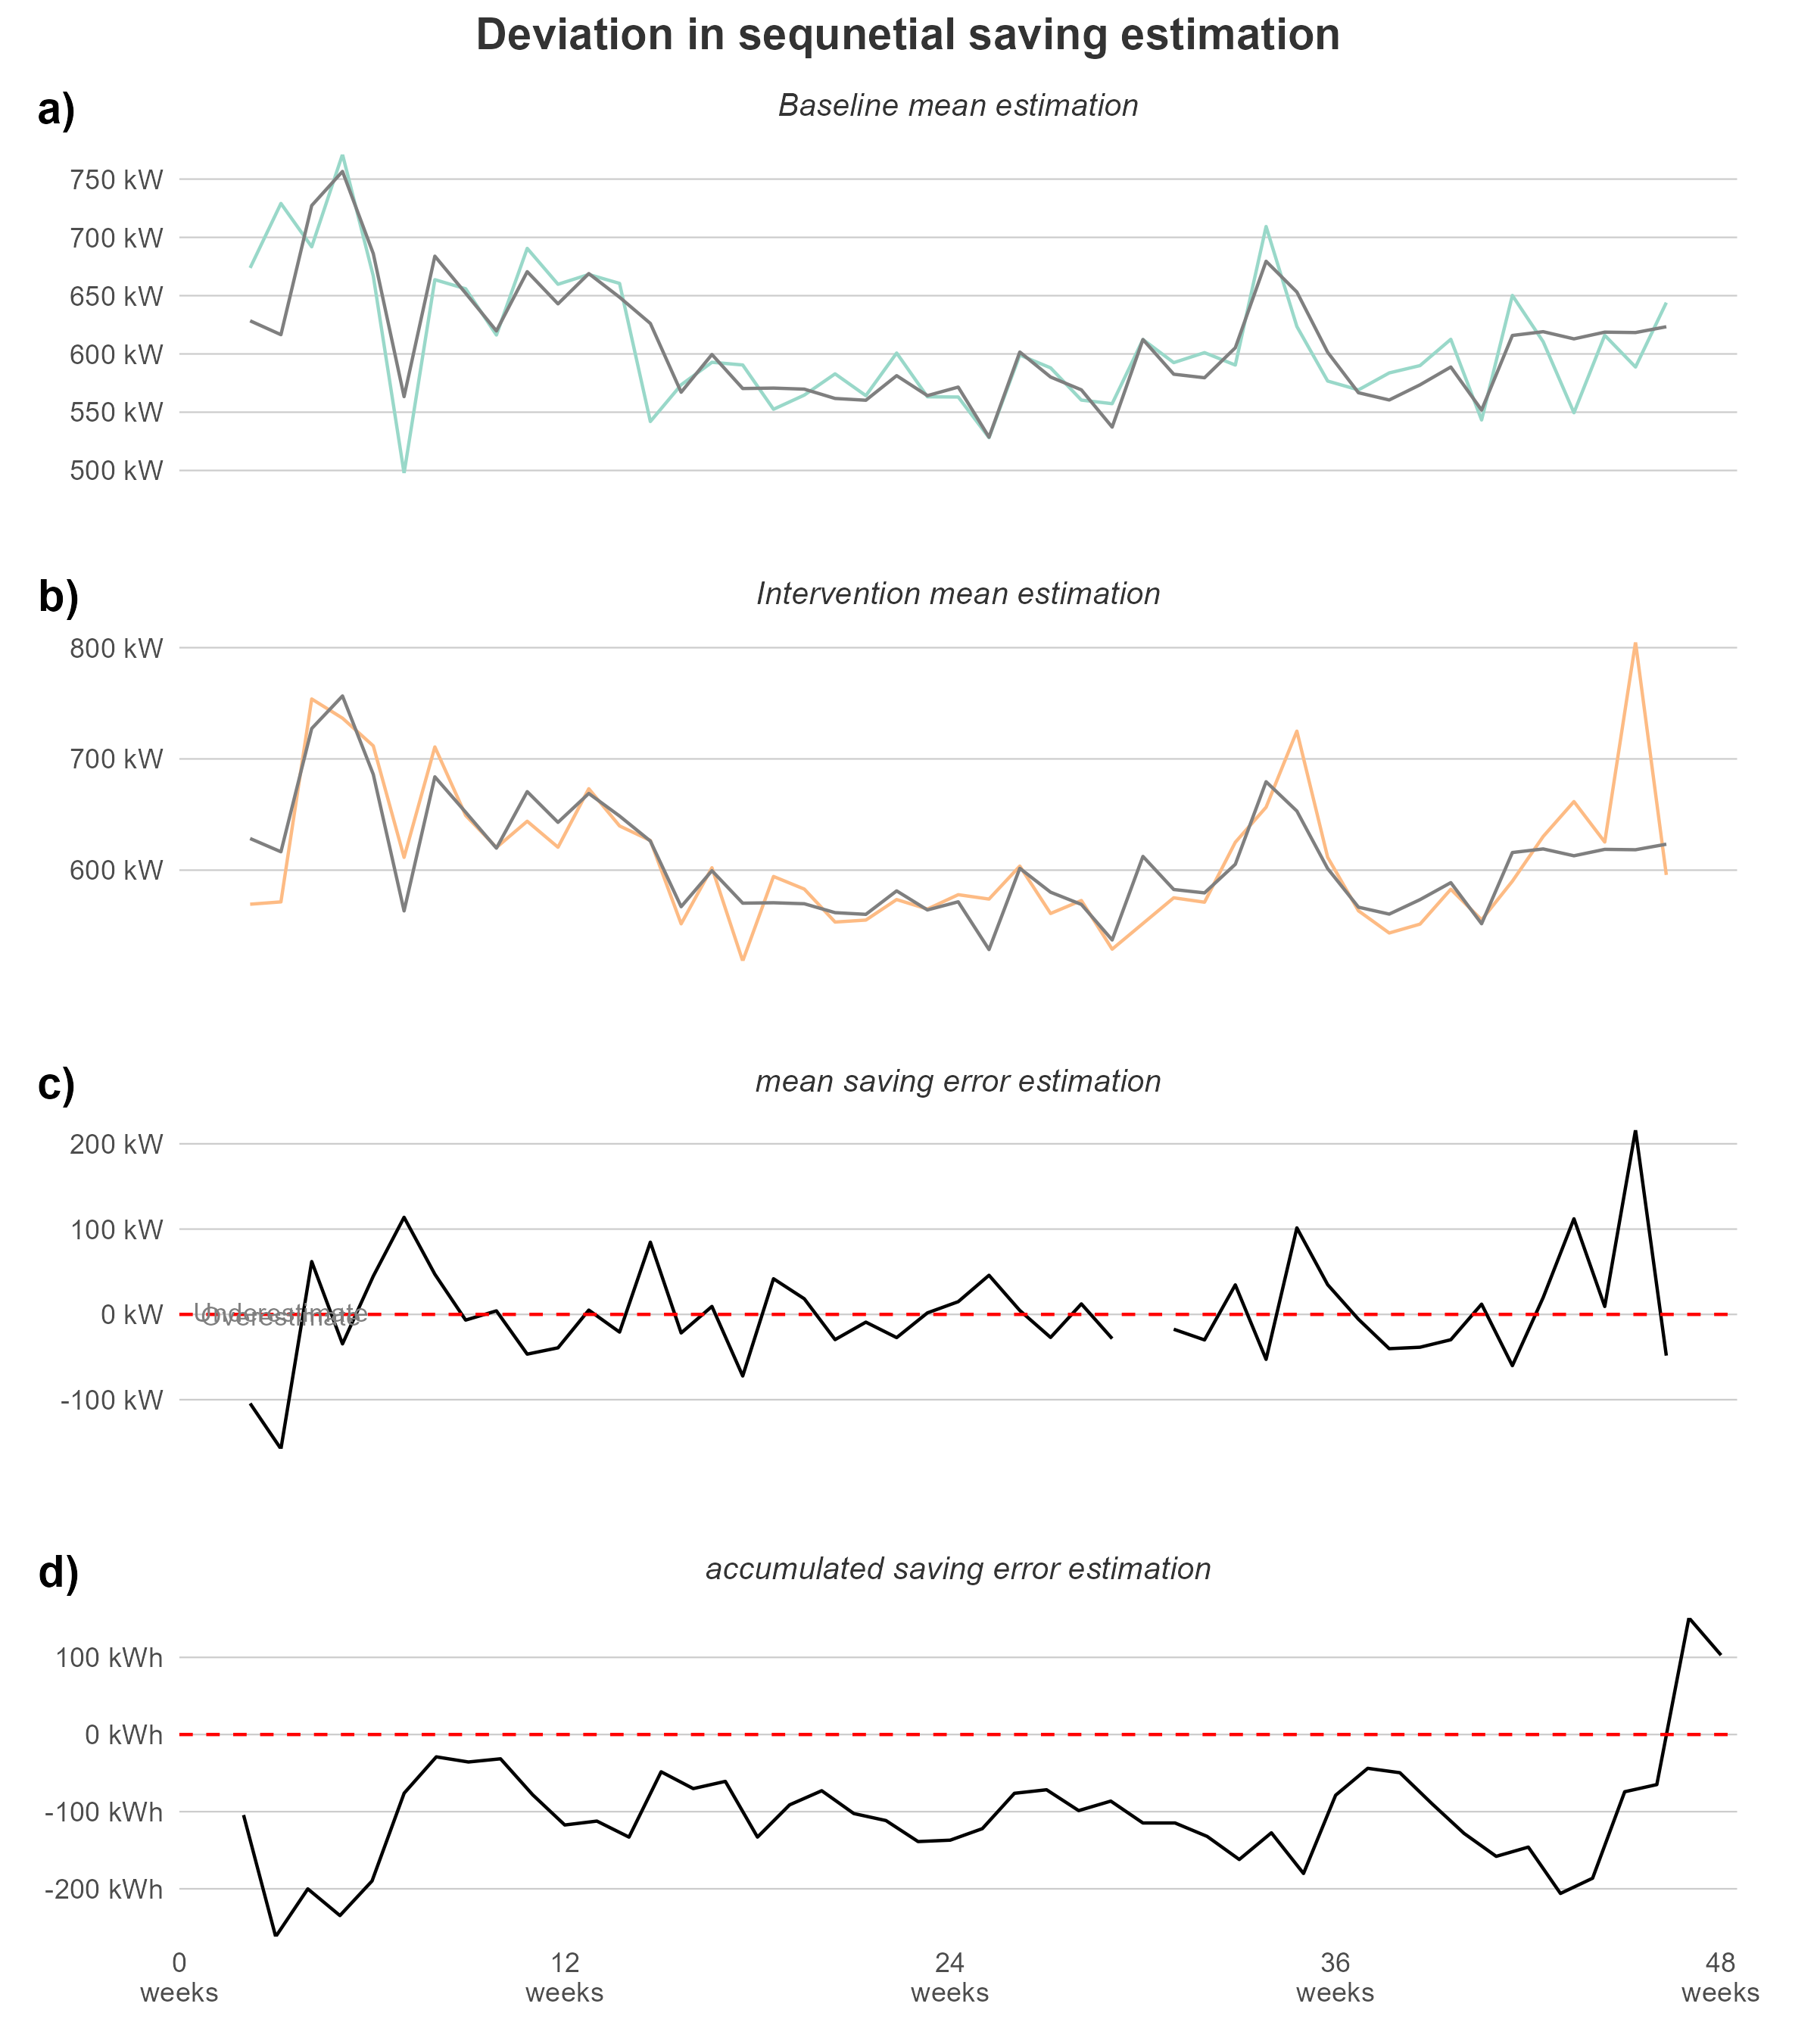 Deviation in sequnetial saving estimation
a)
Baseline mean estimation
750 kW
700 kW
650 kW
600 kW
550 kW
500 kW
b)
Intervention mean estimation
800 kW
700 kW
600 kW
c)
mean saving error estimation
200 kW
100 kW
0 kW
Underestimate
Overestimate
-100 kW
d)
accumulated saving error estimation
100 kWh
0 kWh
-100 kWh
-200 kWh
0 12 24 36 48
weeks weeks weeks weeks weeks